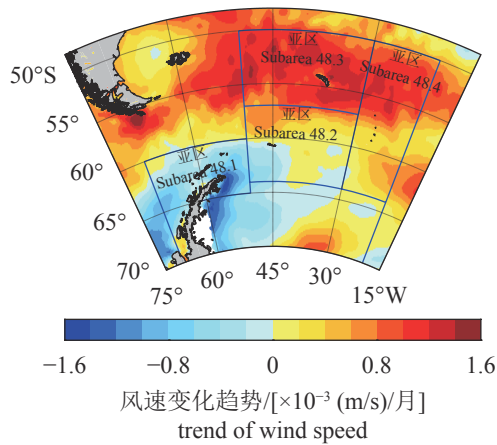 亚区
Subarea 48.3
亚区
Subarea 48.4
亚区
Subarea 48.2
亚区
Subarea 48.1
50°S
55°
60°
65°
70°
75°
60°
45°
30°
15°W
−1.6
−0.8
0
0.8
1.6
风速变化趋势/[×10⁻³ (m/s)/月]
trend of wind speed